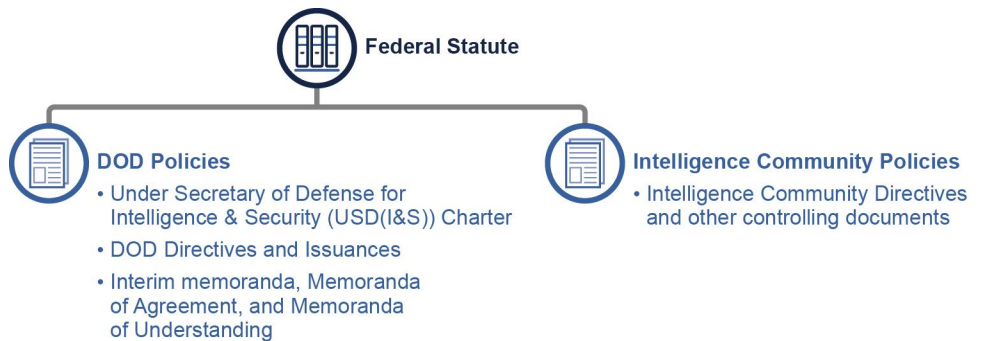 Federal Statute
DOD Policies
• Under Secretary of Defense for
Intelligence & Security (USD(I&S)) Charter
• DOD Directives and Issuances
• Interim memoranda, Memoranda
of Agreement, and Memoranda
of Understanding
Intelligence Community Policies
• Intelligence Community Directives
and other controlling documents